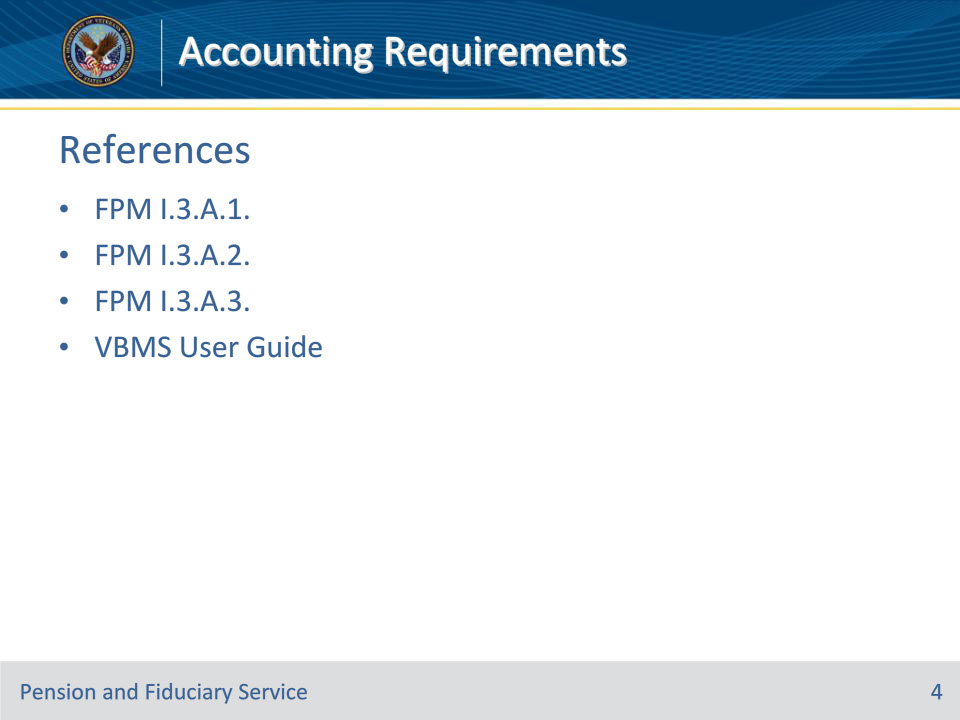 Accounting Requirements
References
• FPM I.3.A.1.
• FPM I.3.A.2.
• FPM I.3.A.3.
• VBMS User Guide
Pension and Fiduciary Service
4